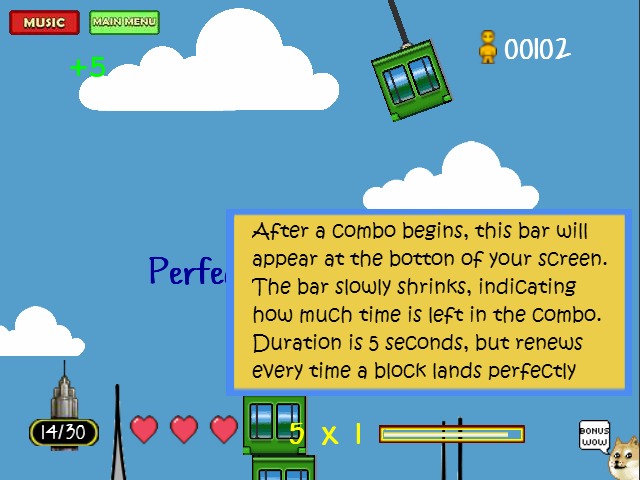 MUSIC
MAIN MENU
+5
00102
After a combo begins, this bar will
appear at the botton of your screen.
The bar slowly shrinks, indicating
how much time is left in the combo.
Duration is 5 seconds, but renews
every time a block lands perfectly
Perfe
14/30
5 x 1
BONUS
WOW